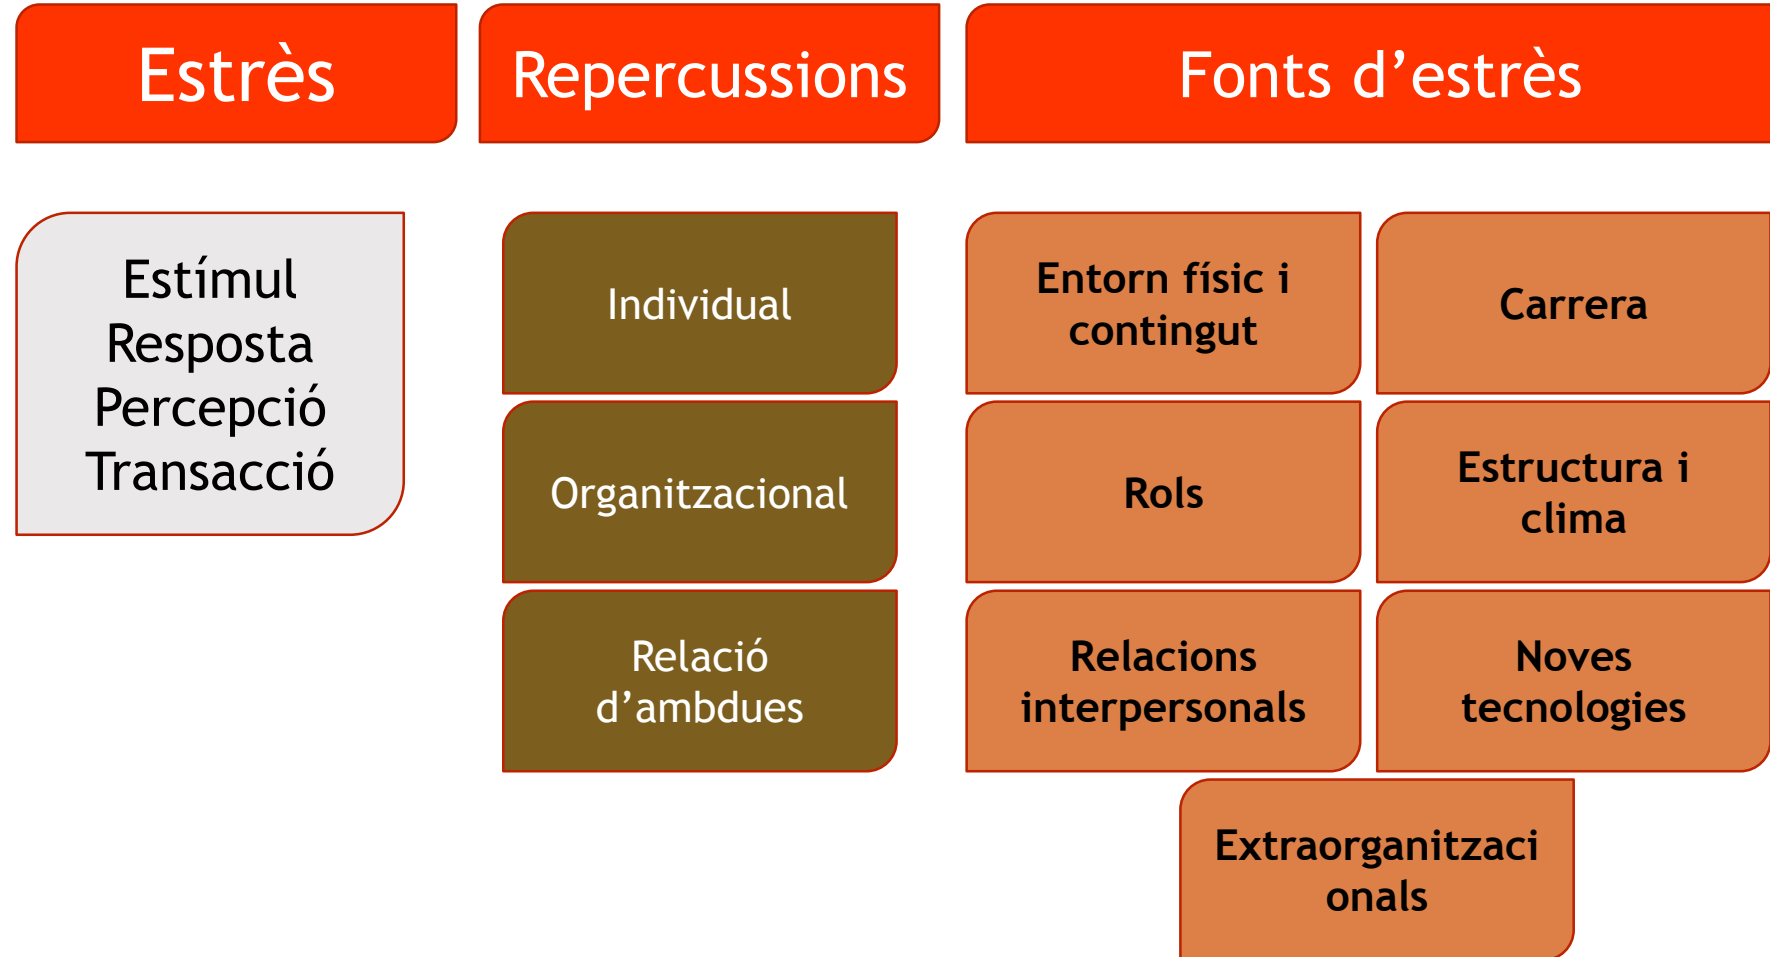 Estrès
Repercussions
Fonts d’estrès
Estímul
Resposta
Percepció
Transacció
Individual
Organitzacional
Relació
d’ambdues
Entorn físic i
contingut
Carrera
Rols
Estructura i
clima
Relacions
interpersonals
Noves
tecnologies
Extraorganitzaci
onals